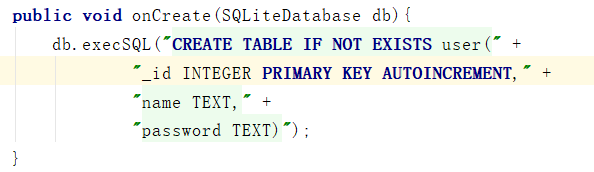 public void onCreate(SQLiteDatabase db){
db.execSQL("CREATE TABLE IF NOT EXISTS user(" +
"_id INTEGER PRIMARY KEY AUTOINCREMENT," +
"name TEXT," +
"password TEXT)");
}